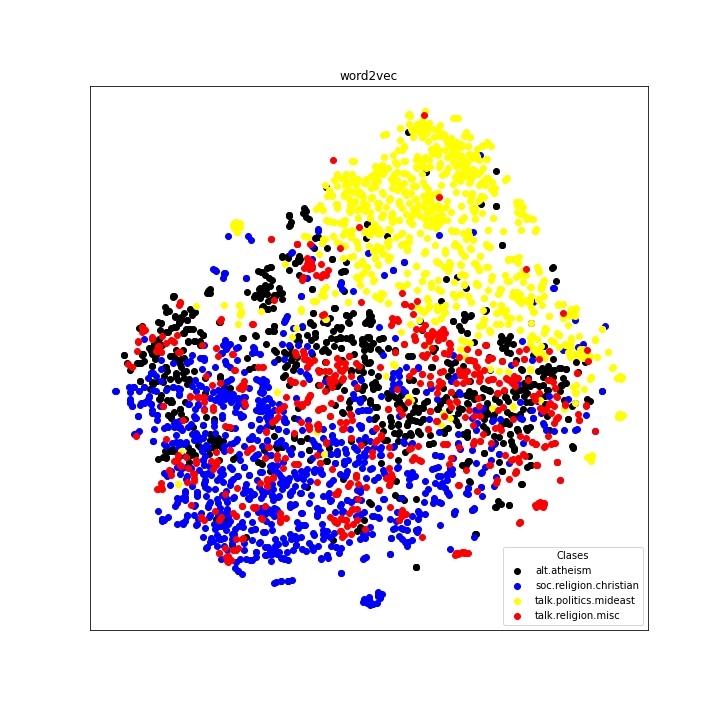 word2vec
Clases
alt.atheism
soc.religion.christian
talk.politics.mideast
talk.religion.misc